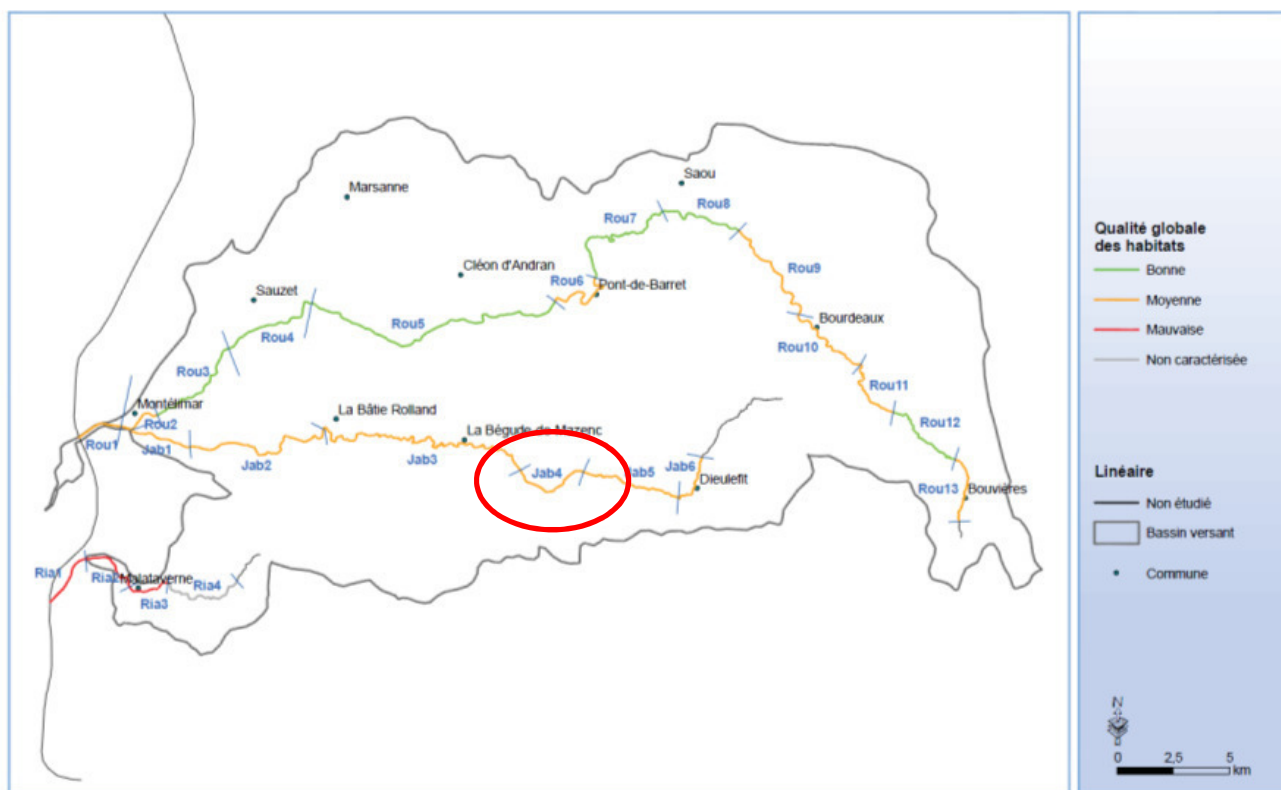 Saou
Marsanne
Rou8
Rou7
Rou9
Cléon d'Andran
Rou6
Pont-de-Barret
Sauzet
Rou5
Bourdeaux
Rou4
Rou10
Rou3
Rou11
Montélimar
La Bâtie Rolland
Rou2
Rou12
La Bégude-de-Mazenc
Rou1
Jab1
Jab2
Jab3
Jab4
Jab5
Jab6
Dieulefit
Rou13
Bouvières
Ria1
Ria2
Malataverne
Ria4
Ria3
Qualité globale
des habitats
Bonne
Moyenne
Mauvaise
Non caractérisée
Linéaire
Non étudié
Bassin versant
Commune
N
0 2,5 5
km